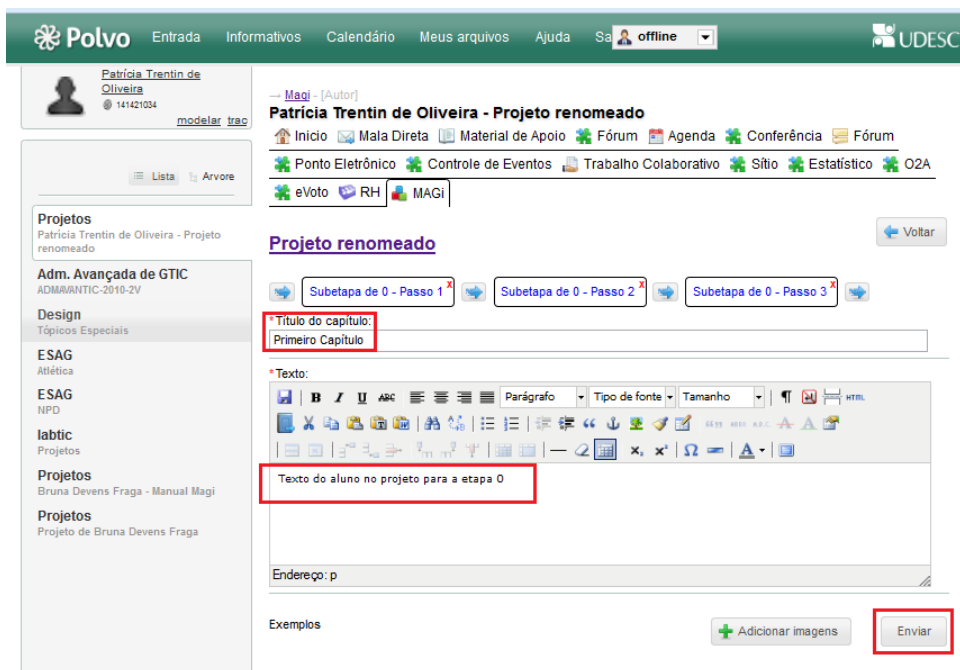 Polvo Entrada Informativos Calendário Meus arquivos Ajuda Sa offline UDESC
Patrícia Trentin de
Oliveira
@ 141421034
modelar trac
Lista Arvore
Projetos
Patrícia Trentin de Oliveira - Projeto
renomeado
Adm. Avançada de GTIC
ADMAVANTIC-2010-2V
Design
Tópicos Especiais
ESAG
Atlética
ESAG
NPD
labtic
Projetos
Projetos
Bruna Devens Fraga - Manual Magi
Projetos
Projeto de Bruna Devens Fraga
→ Magi - [Autor]
Patrícia Trentin de Oliveira - Projeto renomeado
Inicio Mala Direta Material de Apoio Fórum Agenda Conferência Fórum
Ponto Eletrônico Controle de Eventos Trabalho Colaborativo Sítio Estatístico O2A
eVoto RH MAGi
Voltar
Projeto renomeado
Subetapa de 0 - Passo 1 X Subetapa de 0 - Passo 2 X Subetapa de 0 - Passo 3 X
*Título do capítulo:
Primeiro Capítulo
*Texto:
B I U ABC Parágrafo Tipo de fonte Tamanho ¶ HTML
A A
x, x' Ω A
Texto do aluno no projeto para a etapa 0
Endereço: p
Exemplos
Adicionar imagens Enviar